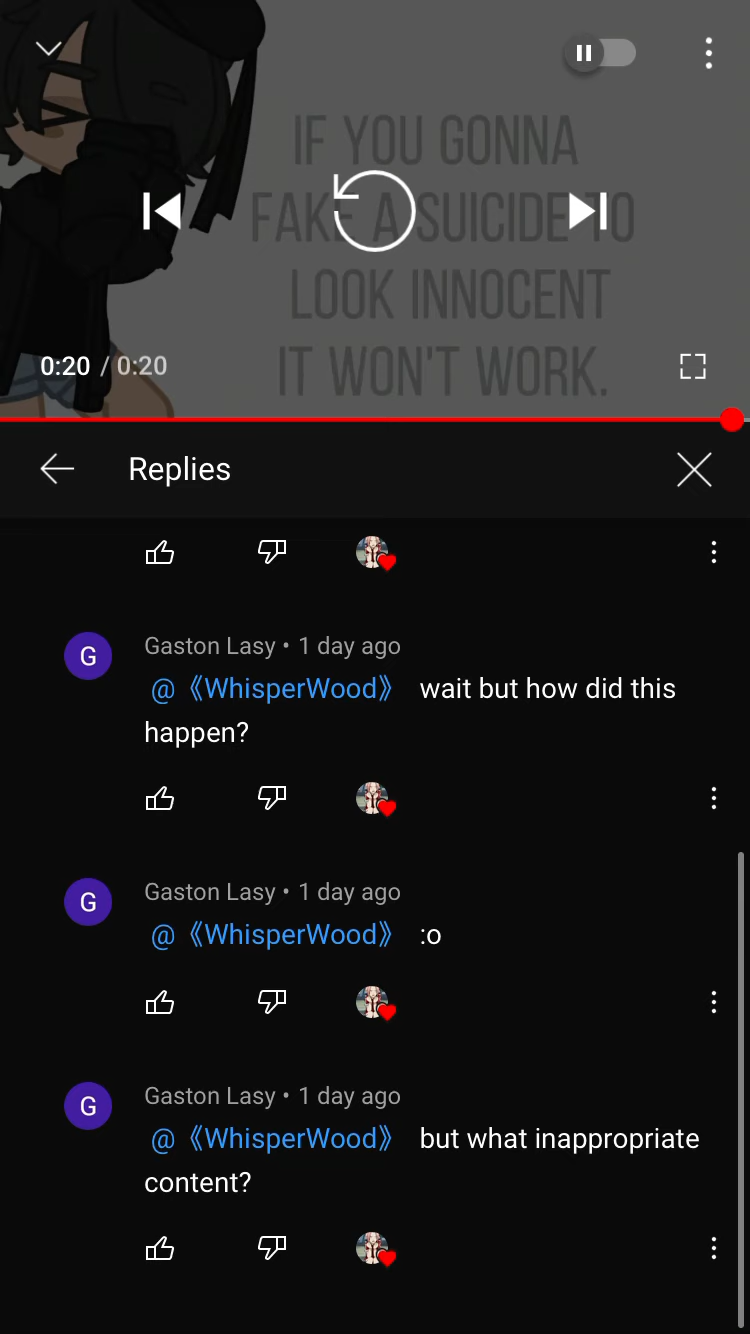 IF YOU GONNA
FAKE A SUICIDE TO
LOOK INNOCENT
IT WON'T WORK.
0:20 / 0:20
Replies
G
Gaston Lasy • 1 day ago
@《WhisperWood》 wait but how did this
happen?
G
Gaston Lasy • 1 day ago
@《WhisperWood》 :o
G
Gaston Lasy • 1 day ago
@《WhisperWood》 but what inappropriate
content?